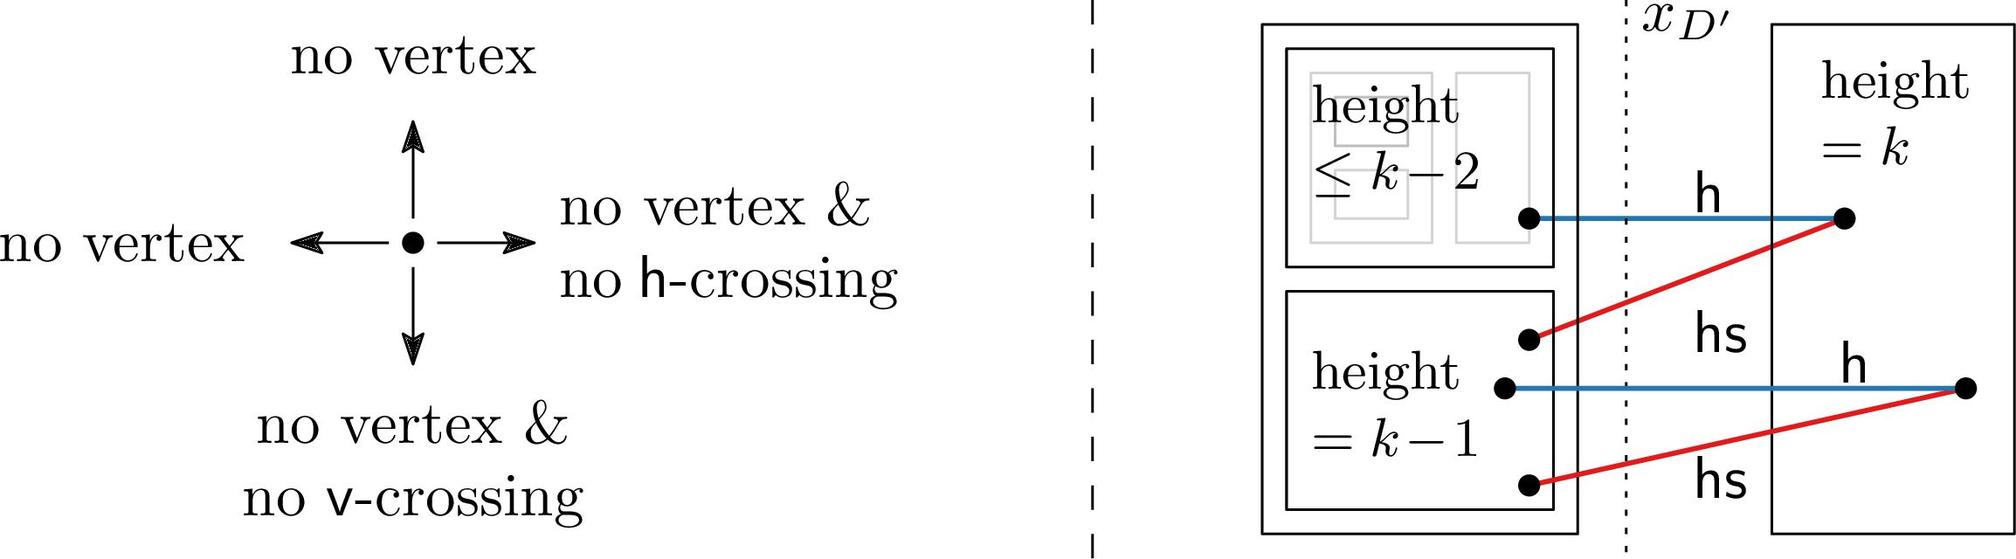 no vertex
no vertex
no vertex &
no h-crossing
no vertex &
no v-crossing
x_{D'}
height
≤ k−2
height
= k
h
hs
h
height
= k−1
hs